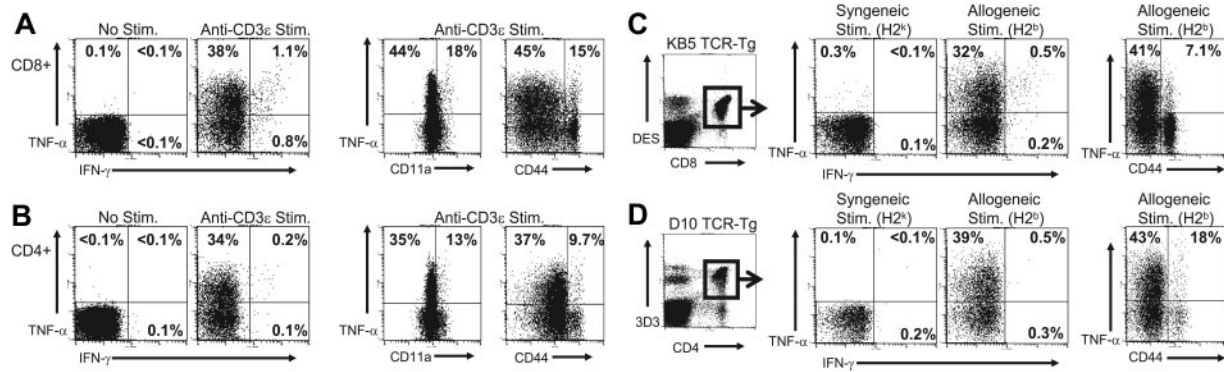 A
No Stim.
Anti-CD3ε Stim.
Anti-CD3ε Stim.
CD8+
TNF-α
0.1%
<0.1%
<0.1%
38%
1.1%
0.8%
IFN-γ
TNF-α
44%
18%
45%
15%
CD11a
CD44
B
No Stim.
Anti-CD3ε Stim.
Anti-CD3ε Stim.
CD4+
TNF-α
<0.1%
<0.1%
0.1%
34%
0.2%
0.1%
IFN-γ
TNF-α
35%
13%
37%
9.7%
CD11a
CD44
C
KB5 TCR-Tg
DES
CD8
Syngeneic
Stim. (H2ᵏ)
Allogeneic
Stim. (H2ᵇ)
Allogeneic
Stim. (H2ᵇ)
TNF-α
0.3%
<0.1%
0.1%
32%
0.5%
0.2%
IFN-γ
TNF-α
41%
7.1%
CD44
D
D10 TCR-Tg
3D3
CD4
Syngeneic
Stim. (H2ᵏ)
Allogeneic
Stim. (H2ᵇ)
Allogeneic
Stim. (H2ᵇ)
TNF-α
0.1%
<0.1%
0.2%
39%
0.5%
0.3%
IFN-γ
TNF-α
43%
18%
CD44